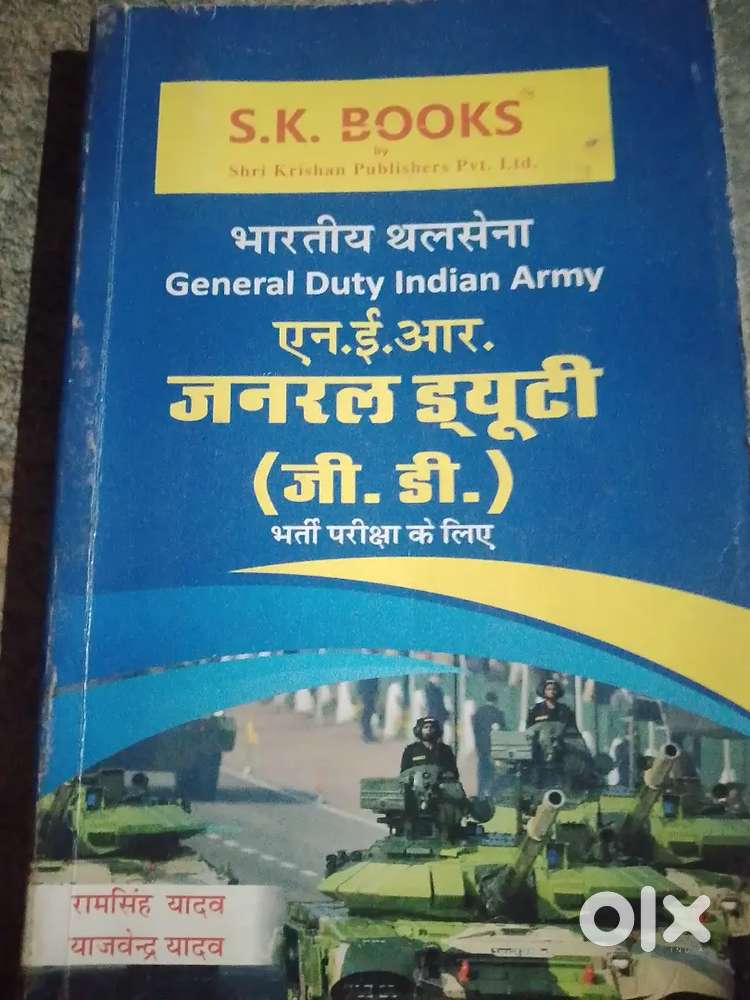 S.K. BOOKS
by
Shri Krishan Publishers Pvt. Ltd.
भारतीय थलसेना
General Duty Indian Army
एन.ई.आर.
जनरल ड्यूटी
(जी. डी.)
भर्ती परीक्षा के लिए
रामसिंह यादव
याजवेन्द्र यादव
olx
INDIA